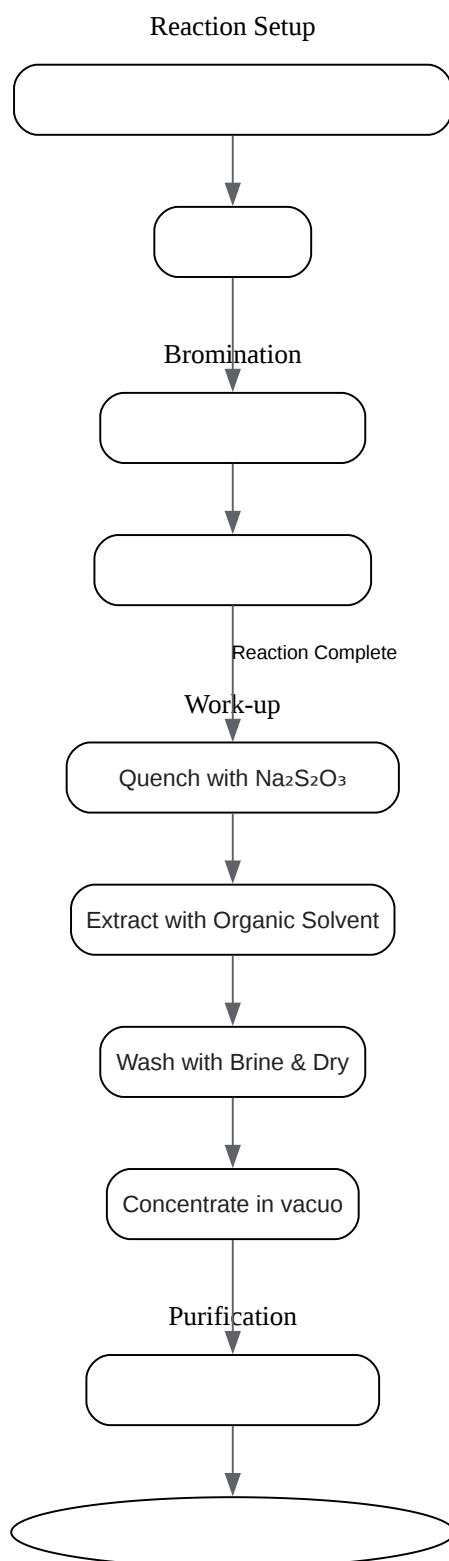 Reaction Setup
Bromination
Reaction Complete
Work-up
Quench with Na₂S₂O₃
Extract with Organic Solvent
Wash with Brine & Dry
Concentrate in vacuo
Purification